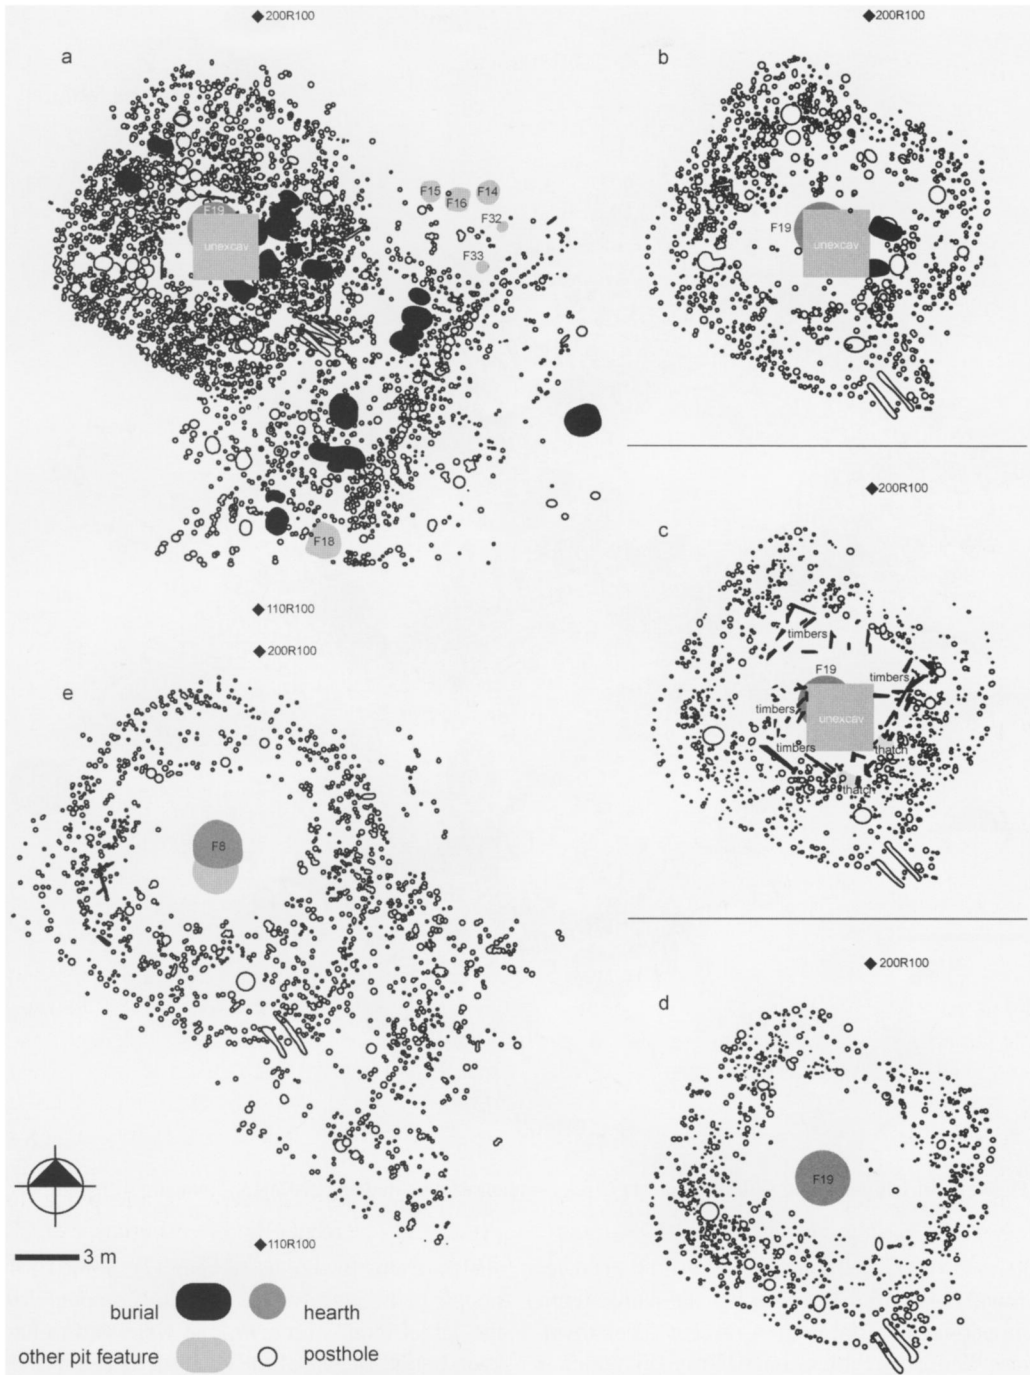 200R100
a
F15
F16
F14
F32
F33
F19
unexcav
F18
110R100
200R100
b
F19
unexcav
200R100
c
timbers
F19
timbers
timbers
unexcav
timbers
thatch
thatch
200R100
e
F8
200R100
d
F19
3 m
110R100
burial
hearth
other pit feature
posthole